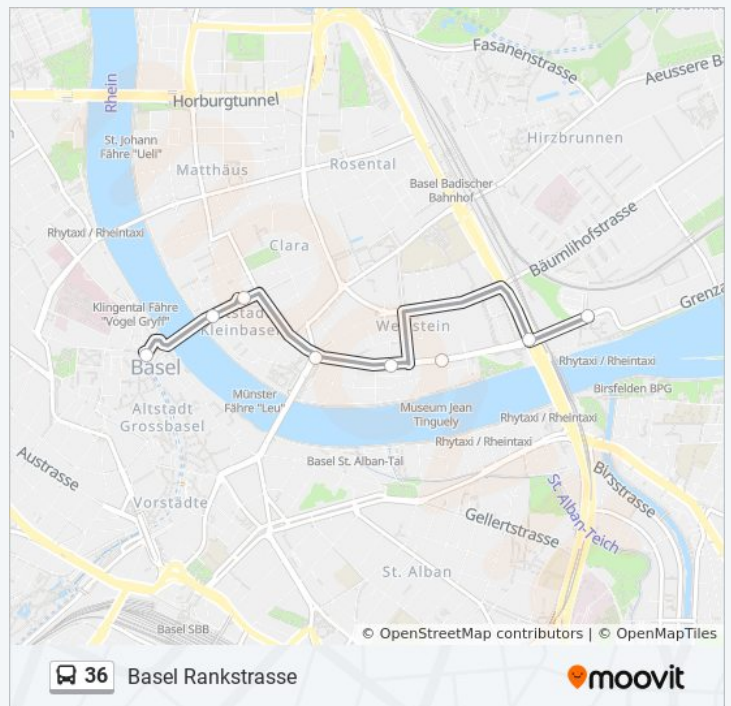 Fasanenstrasse
Aeussere B
Rhein
Horburgtunnel
St. Johann
Fähre "Ueli"
Hirzbrunnen
Matthäus
Rosental
Basel Badischer
Bahnhof
Rhytaxi / Rheintaxi
Clara
Bäumlihofstrasse
Klingental Fähre
"Vogel Gryff"
Grenza
Kleinbasel
Basel
Rhytaxi / Rheintaxi
Münster
Fähre "Leu"
Birsfelden BPG
Altstadt
Grossbasel
Museum Jean
Tinguely
Rhytaxi / Rheintaxi
Rhytaxi / Rheintaxi
Austrasse
Basel St. Alban-Tal
Birsstrasse
Vorstädte
St. Alban-Teich
Gellertstrasse
St. Alban
Basel SBB
© OpenStreetMap contributors | © OpenMapTiles
36 Basel Rankstrasse
moovit